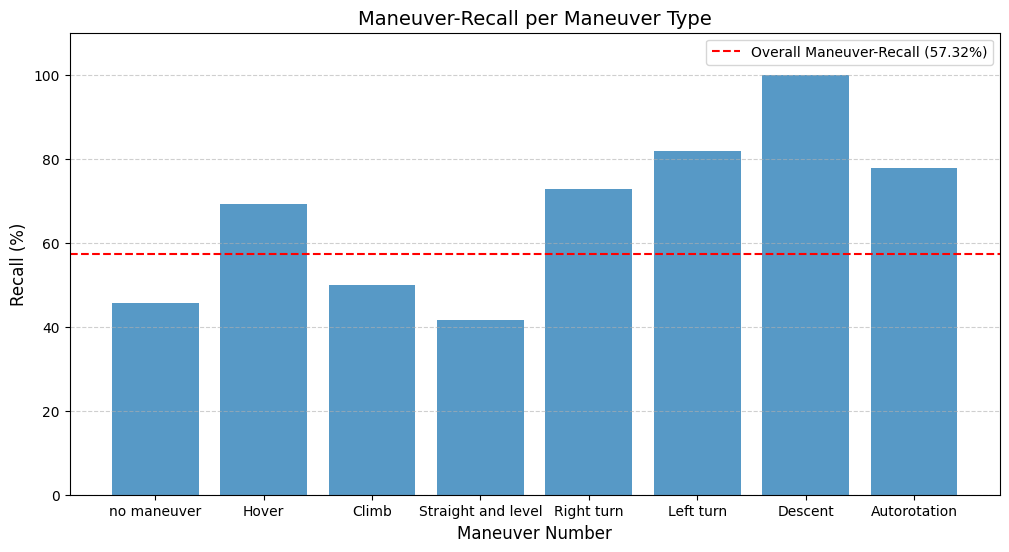 Maneuver-Recall per Maneuver Type
Overall Maneuver-Recall (57.32%)
Recall (%)
100
80
60
40
20
0
no maneuver Hover Climb Straight and level Right turn Left turn Descent Autorotation
Maneuver Number